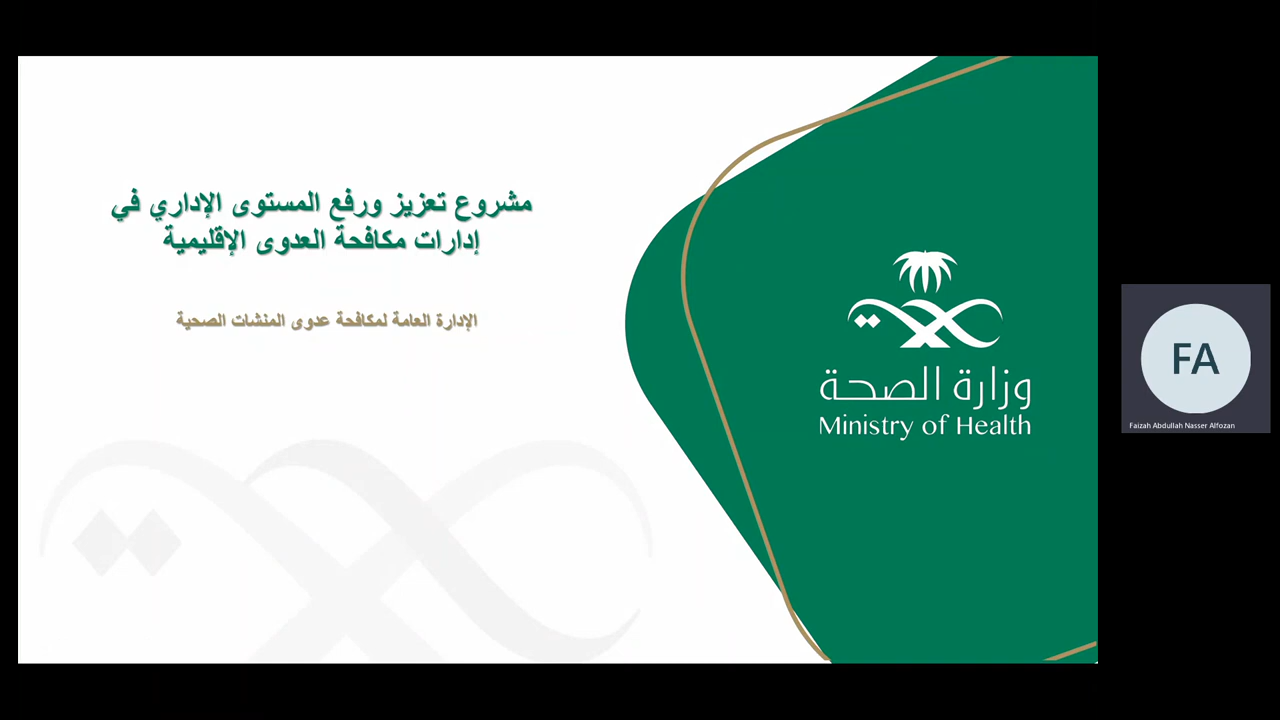 مشروع تعزيز ورفع المستوى الإداري في
إدارات مكافحة العدوى الإقليمية
الإدارة العامة لمكافحة عدوى المنشات الصحية
وزارة الصحة
Ministry of Health
FA
Faizah Abdullah Nasser Alfozan